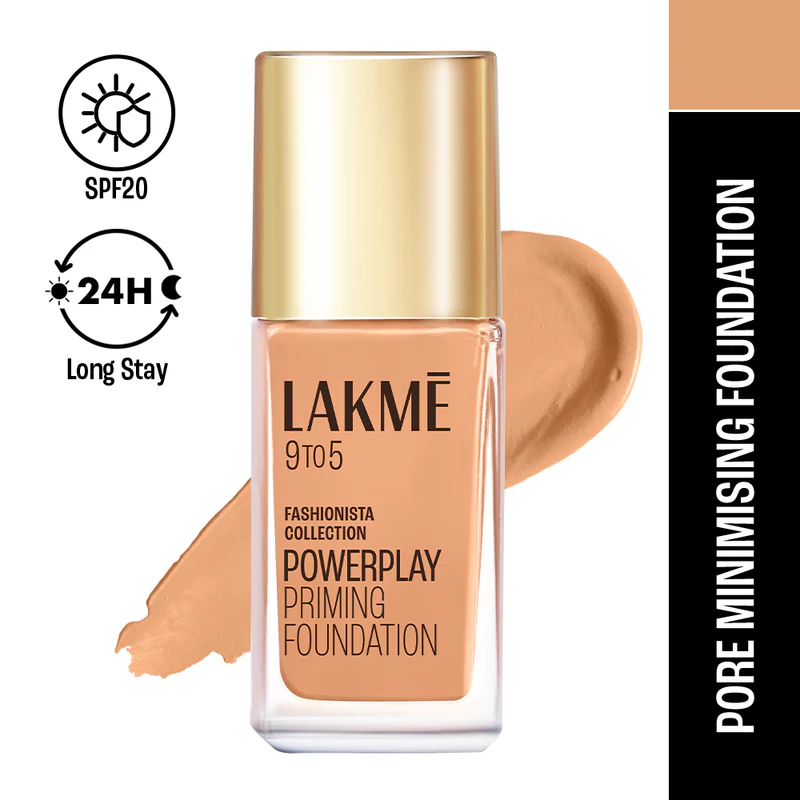 SPF20
24H
Long Stay
LAKMĒ
9TO5
FASHIONISTA
COLLECTION
POWERPLAY
PRIMING
FOUNDATION
PORE MINIMISING FOUNDATION